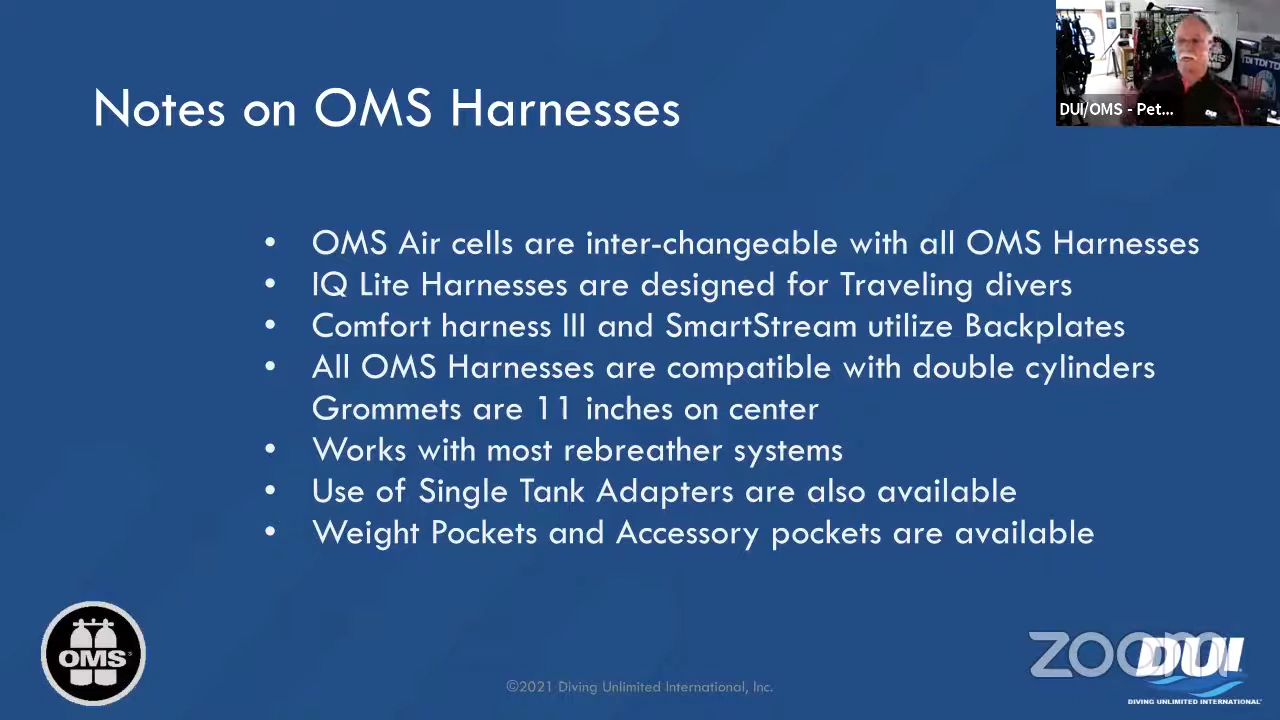 Notes on OMS Harnesses
DUI/OMS - Pet...
• OMS Air cells are inter-changeable with all OMS Harnesses
• IQ Lite Harnesses are designed for Traveling divers
• Comfort harness III and SmartStream utilize Backplates
• All OMS Harnesses are compatible with double cylinders
Grommets are 11 inches on center
• Works with most rebreather systems
• Use of Single Tank Adapters are also available
• Weight Pockets and Accessory pockets are available
OMS
©2021 Diving Unlimited International, Inc.
zoom
DUI
DIVING UNLIMITED INTERNATIONAL
OMS